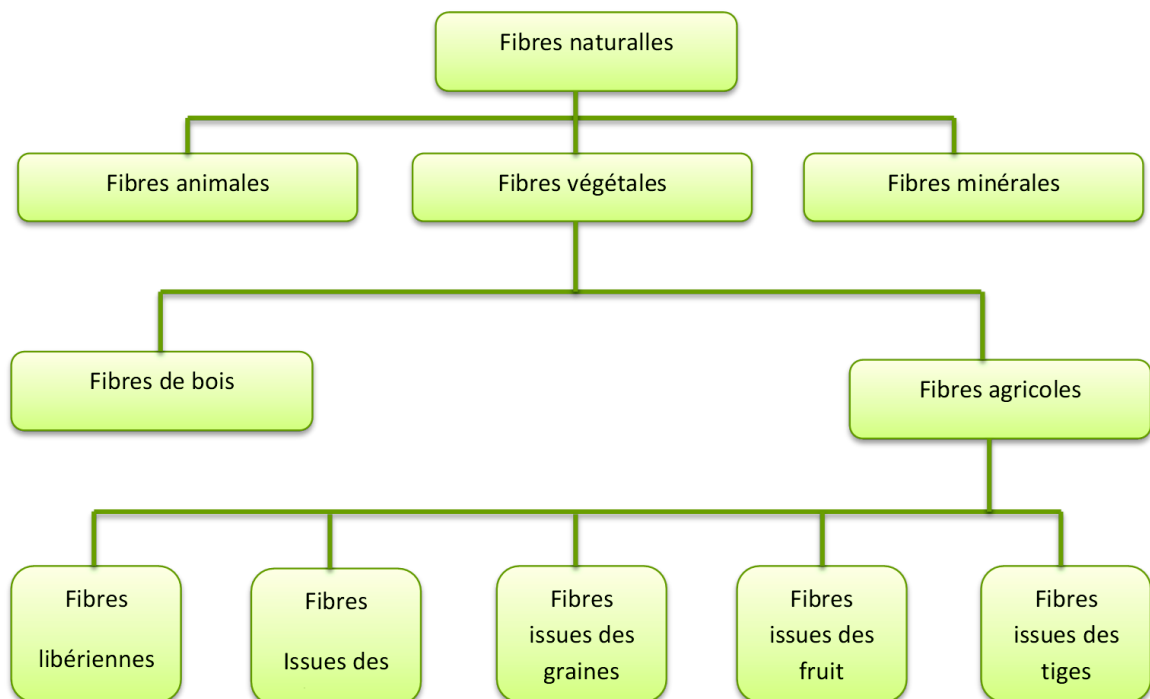 Fibres naturalles
Fibres animales
Fibres végétales
Fibres minérales
Fibres de bois
Fibres agricoles
Fibres
libériennes
Fibres
Issues des
Fibres
issues des
graines
Fibres
issues des
fruit
Fibres
issues des
tiges